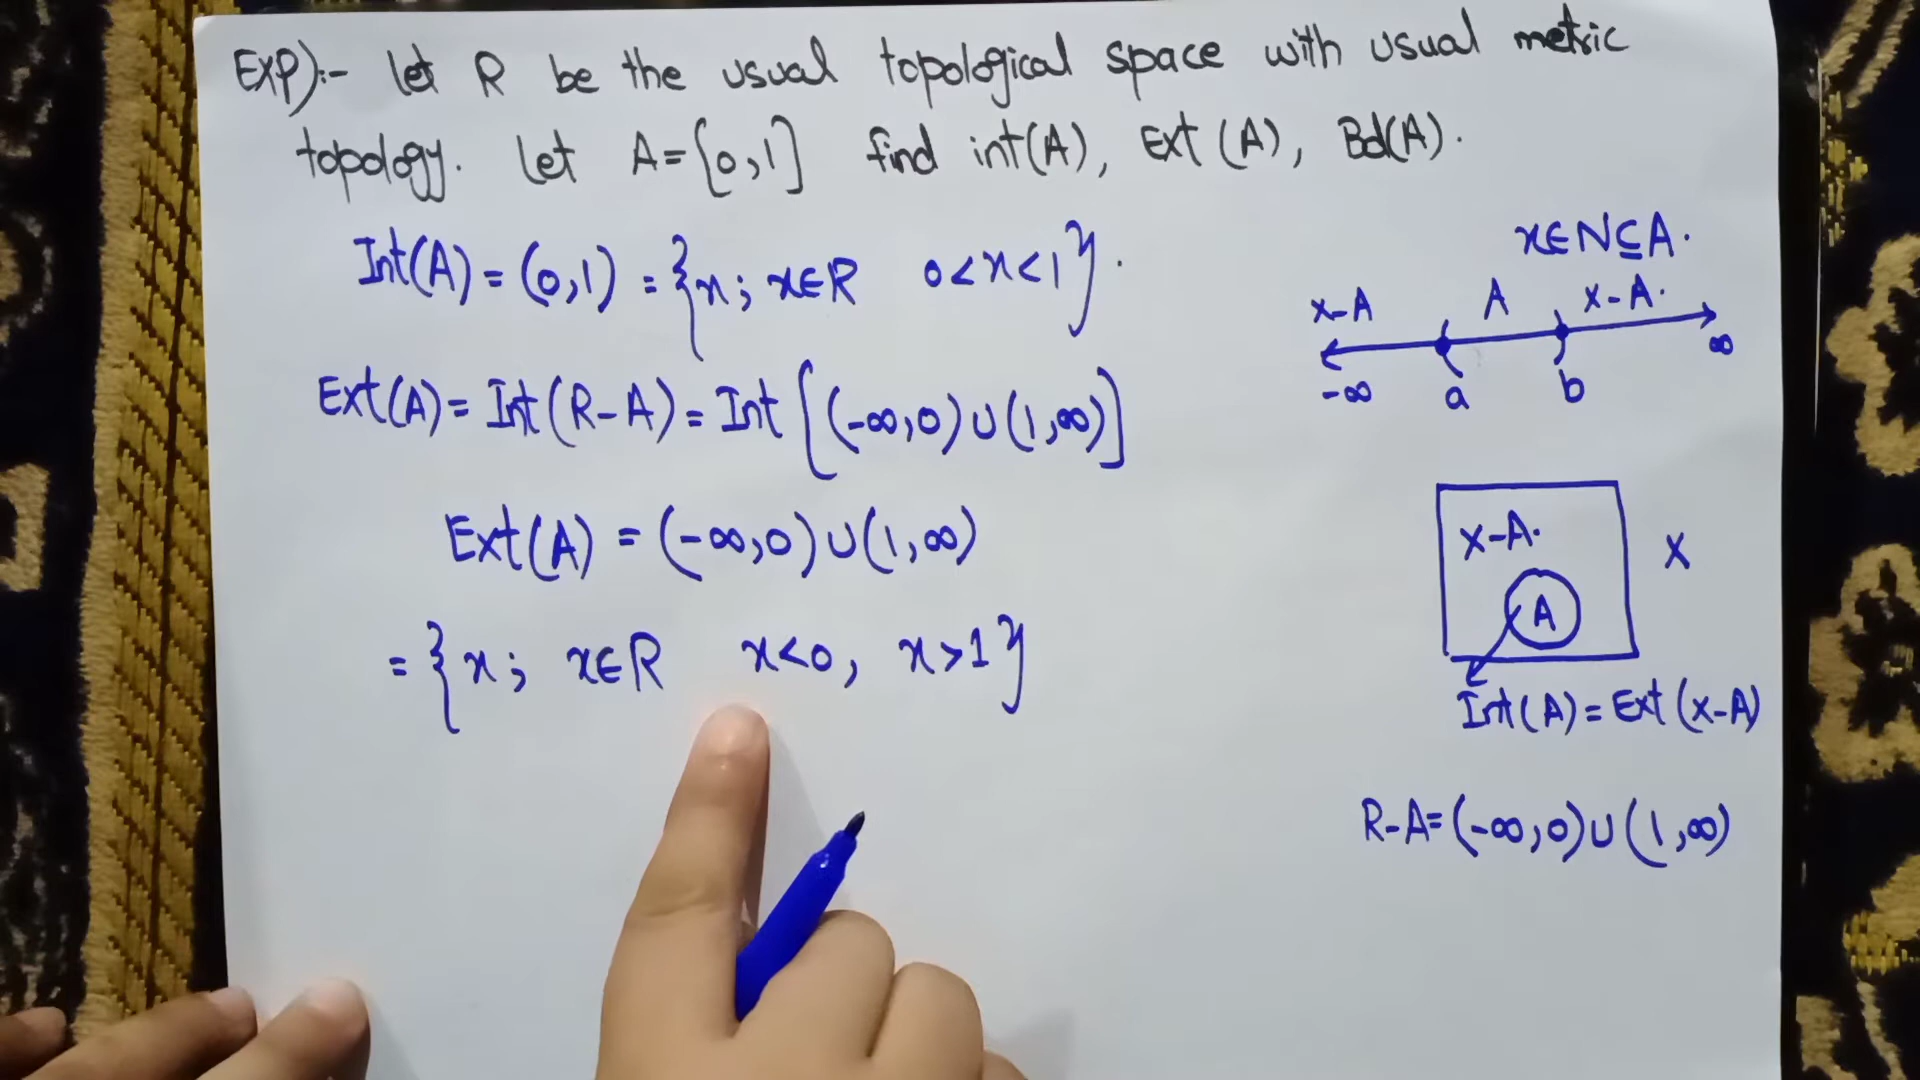 EXP):- let R be the usual topological space with usual metric
topology. Let A=[0,1] find int(A), Ext (A), Bd(A).
Int(A) = (0,1) = {x; x∈R 0<x<1}.
Ext(A) = Int(R-A) = Int [(-∞,0)∪(1,∞)]
Ext(A) = (-∞,0)∪(1,∞)
= {x; x∈R x<0, x>1}
x∈N⊆A.
X-A A X-A.
-∞ a b ∞
X-A. X
A
Int(A) = Ext (X-A)
R-A=(-∞,0)∪(1,∞)